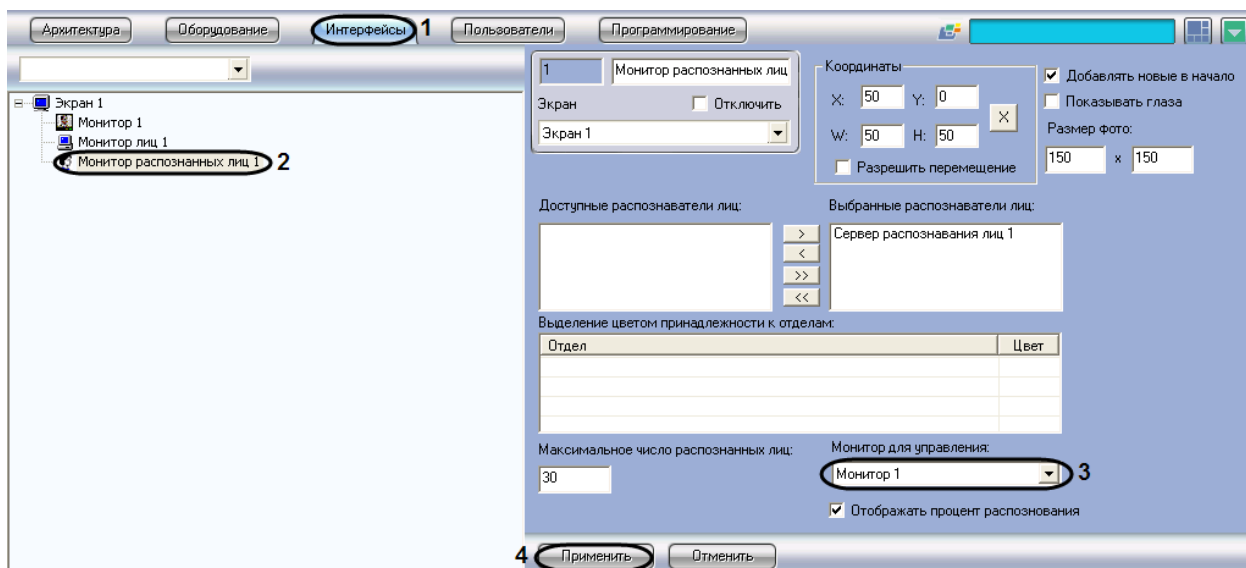 Архитектура Оборудование Интерфейсы 1 Пользователи Программирование
Экран 1
Монитор 1
Монитор лиц 1
Монитор распознанных лиц 1 2
1 Монитор распознанных лиц
Экран Отключить
Экран 1
Координаты
X: 50 Y: 0 X
W: 50 H: 50
Разрешить перемещение
Добавлять новые в начало
Показывать глаза
Размер фото:
150 x 150
Доступные распознаватели лиц: Выбранные распознаватели лиц:
> Сервер распознавания лиц 1
<
>>
<<
Выделение цветом принадлежности к отделам:
Отдел Цвет
Максимальное число распознанных лиц: Монитор для управления:
30 Монитор 1 3
Отображать процент распознования
4 Применить Отменить